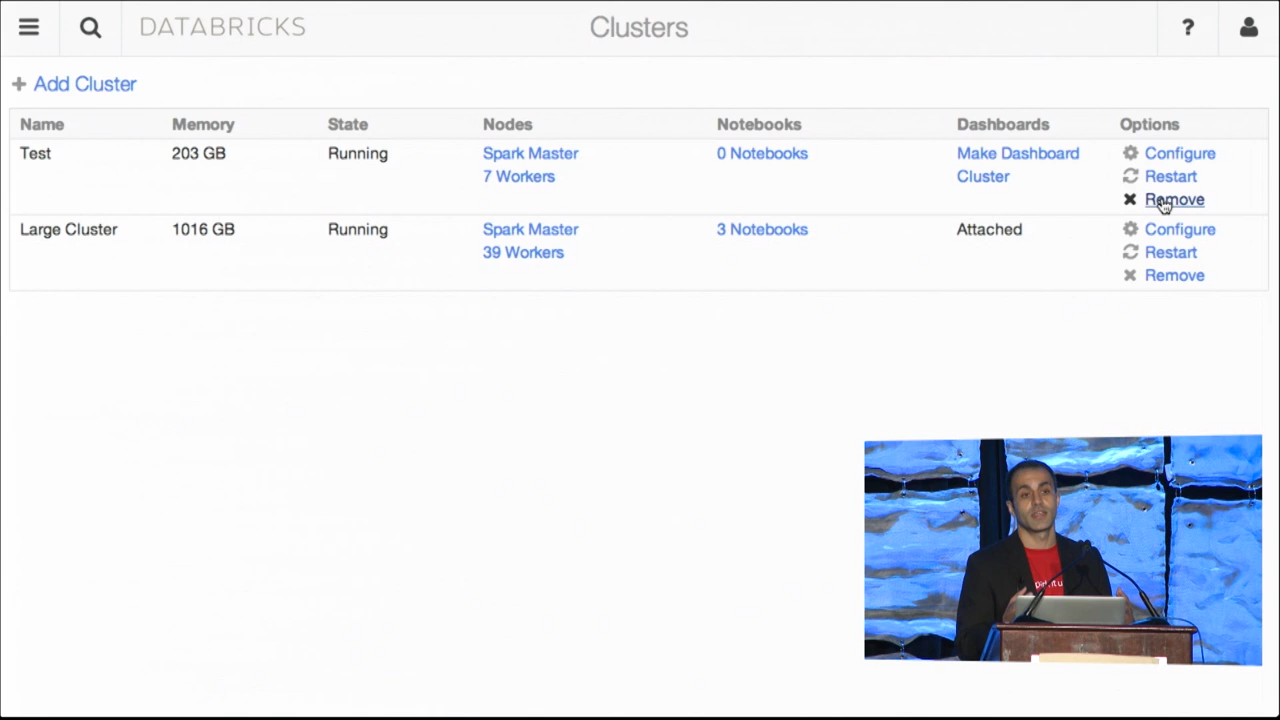 DATABRICKS
Clusters
?
+ Add Cluster
Name Memory State Nodes Notebooks Dashboards Options
Test 203 GB Running Spark Master 0 Notebooks Make Dashboard Configure
7 Workers Cluster Restart
Remove
Large Cluster 1016 GB Running Spark Master 3 Notebooks Attached Configure
39 Workers Restart
Remove